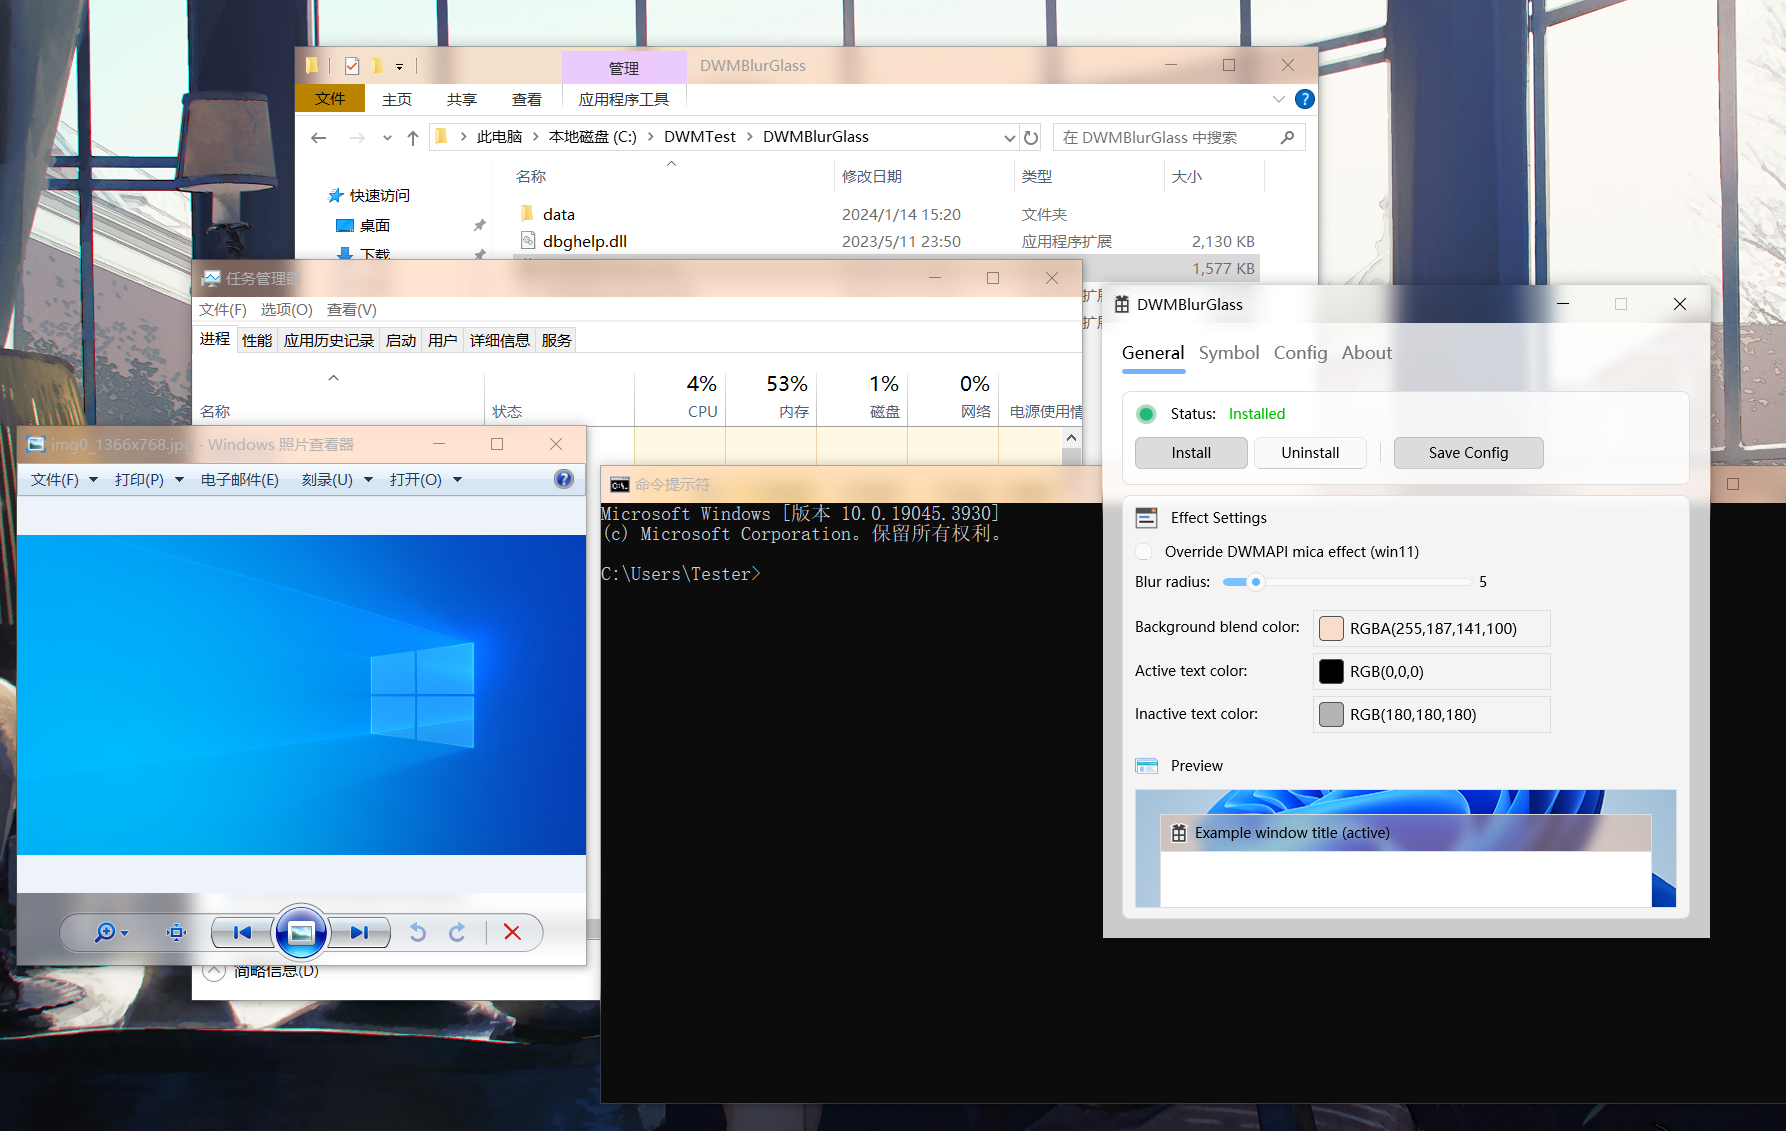 管理
DWMBlurGlass
文件 主页 共享 查看 应用程序工具
此电脑 本地磁盘 (C:) DWMTest DWMBlurGlass
在 DWMBlurGlass 中搜索
名称 修改日期 类型 大小
快速访问
桌面
下载
data 2024/1/14 15:20 文件夹
dbghelp.dll 2023/5/11 23:50 应用程序扩展 2,130 KB
1,577 KB
扩展
扩展
任务管理器
文件(F) 选项(O) 查看(V)
进程 性能 应用历史记录 启动 用户 详细信息 服务
4% 53% 1% 0%
名称 状态 CPU 内存 磁盘 网络 电源使用情
简略信息(D)
img0_1366x768.jpg - Windows 照片查看器
文件(F) 打印(P) 电子邮件(E) 刻录(U) 打开(O)
命令提示符
Microsoft Windows [版本 10.0.19045.3930]
(c) Microsoft Corporation。保留所有权利。
C:\Users\Tester>
DWMBlurGlass
General Symbol Config About
Status: Installed
Install Uninstall Save Config
Effect Settings
Override DWMAPI mica effect (win11)
Blur radius: 5
Background blend color: RGBA(255,187,141,100)
Active text color: RGB(0,0,0)
Inactive text color: RGB(180,180,180)
Preview
Example window title (active)